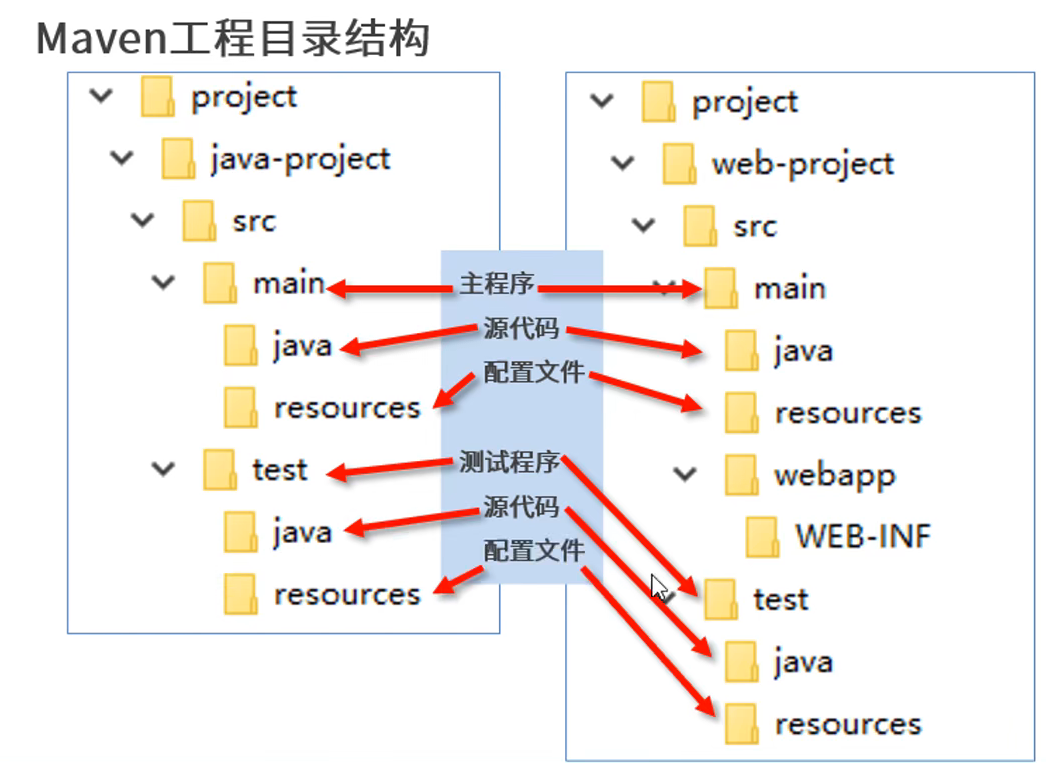 Maven工程目录结构
project
java-project
src
main
java
resources
test
java
resources
主程序
源代码
配置文件
测试程序
源代码
配置文件
project
web-project
src
main
java
resources
webapp
WEB-INF
test
java
resources